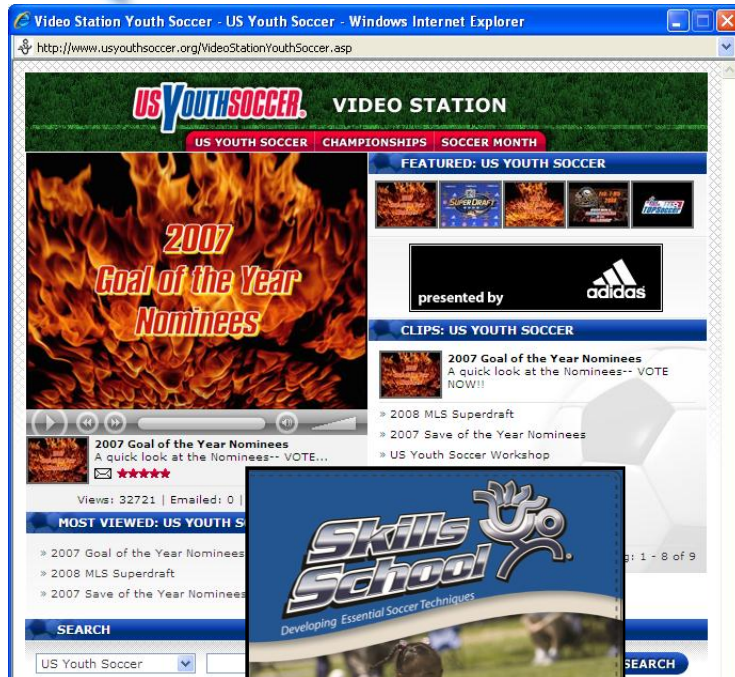 Video Station Youth Soccer - US Youth Soccer - Windows Internet Explorer
http://www.usyouthsoccer.org/VideoStationYouthSoccer.asp
US YOUTH SOCCER. VIDEO STATION
US YOUTH SOCCER CHAMPIONSHIPS SOCCER MONTH
FEATURED: US YOUTH SOCCER
SUPERDRAFT
2007
Goal of the Year
Nominees
presented by adidas
CLIPS: US YOUTH SOCCER
2007 Goal of the Year Nominees
A quick look at the Nominees-- VOTE
NOW!!
» 2008 MLS Superdraft
» 2007 Save of the Year Nominees
» US Youth Soccer Workshop
2007 Goal of the Year Nominees
A quick look at the Nominees-- VOTE...
Views: 32721 | Emailed: 0 |
MOST VIEWED: US YOUTH S
» 2007 Goal of the Year Nominees
» 2008 MLS Superdraft
» 2007 Save of the Year Nominees
g: 1 - 8 of 9
Skills
School
Developing Essential Soccer Techniques
SEARCH
US Youth Soccer
SEARCH